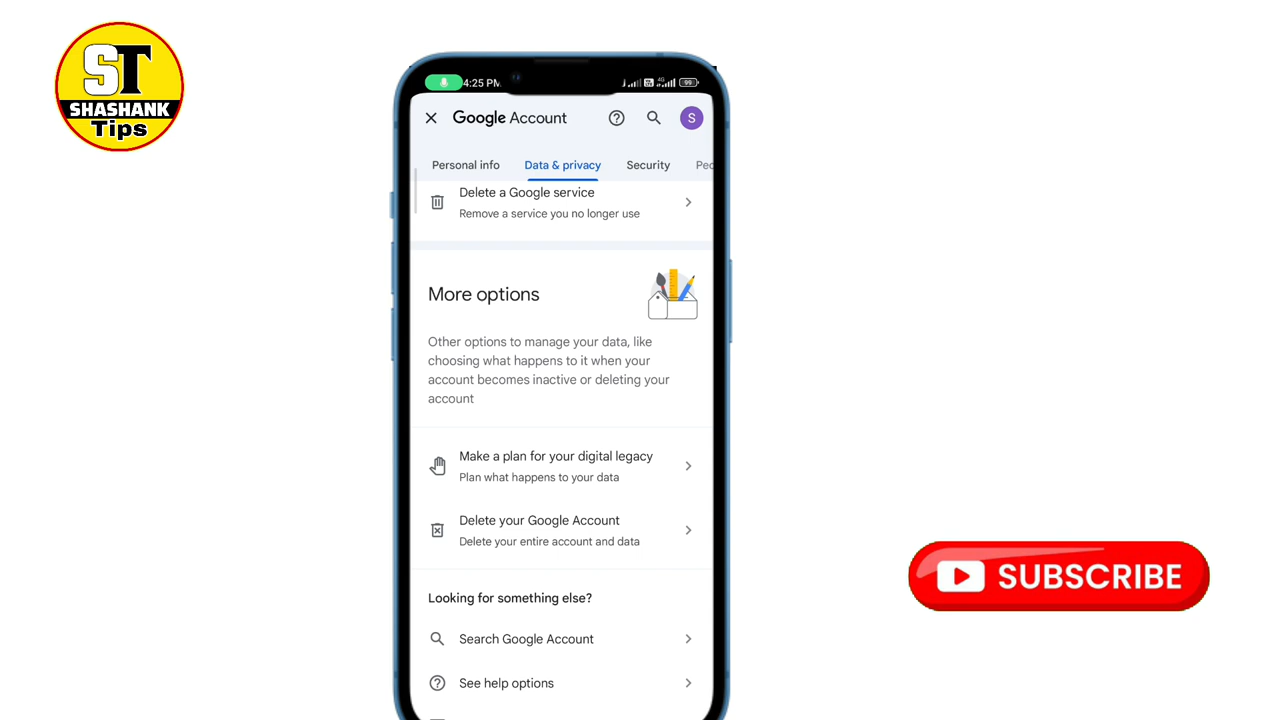 ST
SHASHANK
Tips
4:25 PM
4G
99
Google Account
S
Personal info
Data & privacy
Security
Peo
Delete a Google service
Remove a service you no longer use
More options
Other options to manage your data, like
choosing what happens to it when your
account becomes inactive or deleting your
account
Make a plan for your digital legacy
Plan what happens to your data
Delete your Google Account
Delete your entire account and data
Looking for something else?
Search Google Account
See help options
SUBSCRIBE